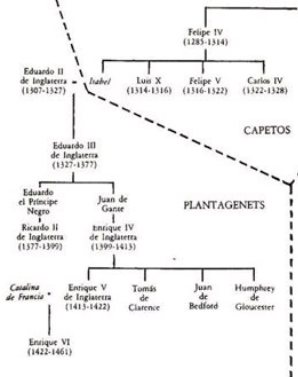 Felipe IV
(1285-1314)
Eduardo II
de Inglaterra
(1307-1327)
Isabel
Luis X
(1314-1316)
Felipe V
(1316-1322)
Carlos IV
(1322-1328)
CAPETOS
Eduardo III
de Inglaterra
(1327-1377)
Eduardo
el Príncipe
Negro
Juan de
Gante
PLANTAGENETS
Ricardo II
de Inglaterra
(1377-1399)
Enrique IV
de Inglaterra
(1399-1413)
Catalina
de Francia
Enrique V
de Inglaterra
(1413-1422)
Tomás
de
Clarence
Juan
de
Bedford
Humphrey
de
Gloucester
Enrique VI
(1422-1461)